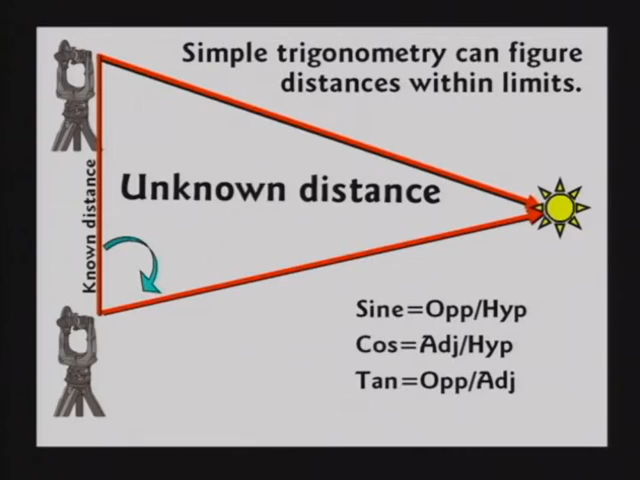 Simple trigonometry can figure
distances within limits.
Unknown distance
Known distance
Sine=Opp/Hyp
Cos=Adj/Hyp
Tan=Opp/Adj